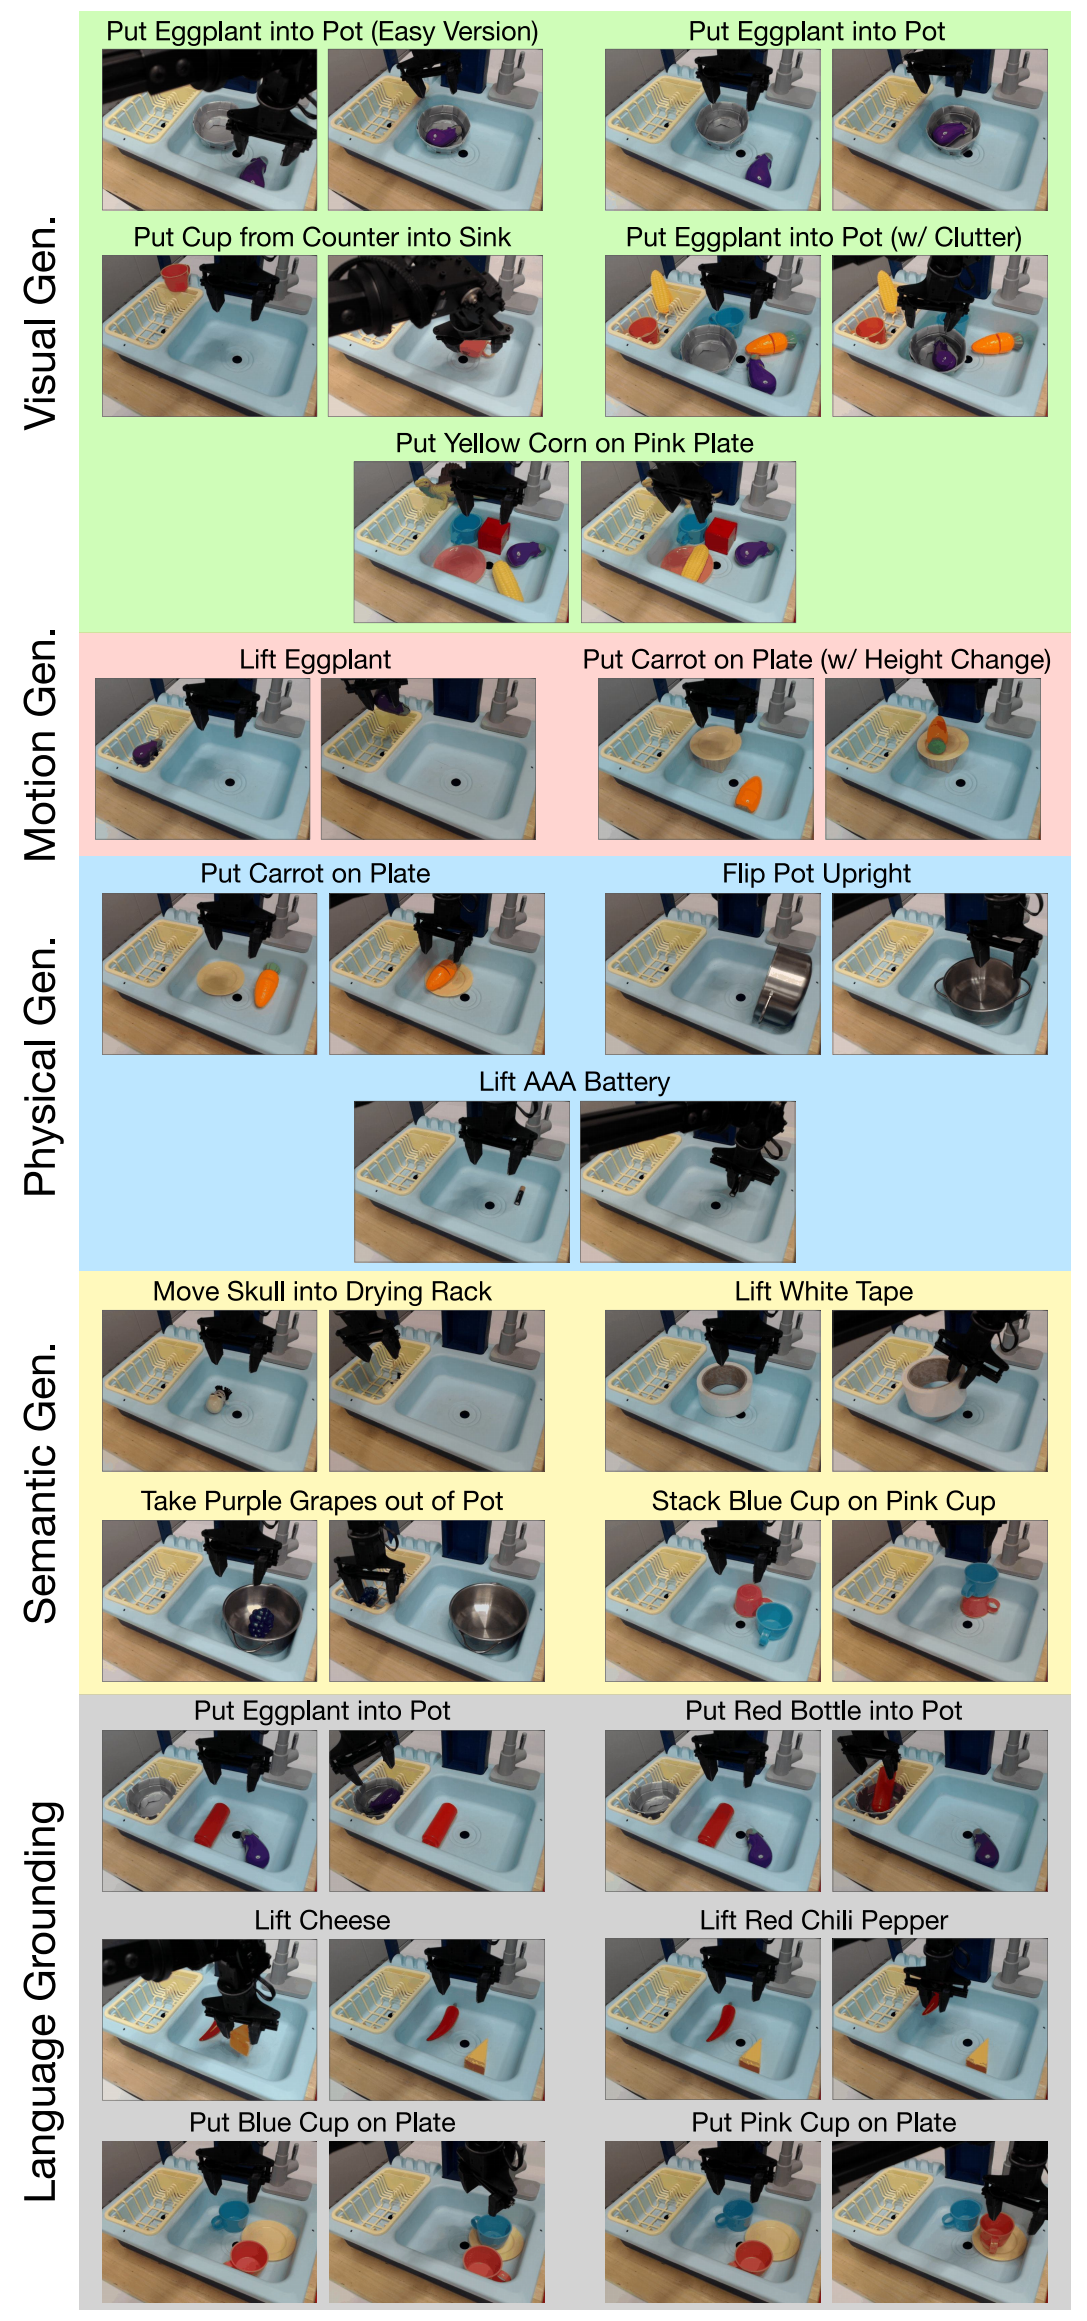 Visual Gen.
Put Eggplant into Pot (Easy Version)
Put Eggplant into Pot
Put Cup from Counter into Sink
Put Eggplant into Pot (w/ Clutter)
Put Yellow Corn on Pink Plate
Motion Gen.
Lift Eggplant
Put Carrot on Plate (w/ Height Change)
Physical Gen.
Put Carrot on Plate
Flip Pot Upright
Lift AAA Battery
Semantic Gen.
Move Skull into Drying Rack
Lift White Tape
Take Purple Grapes out of Pot
Stack Blue Cup on Pink Cup
Language Grounding
Put Eggplant into Pot
Put Red Bottle into Pot
Lift Cheese
Lift Red Chili Pepper
Put Blue Cup on Plate
Put Pink Cup on Plate